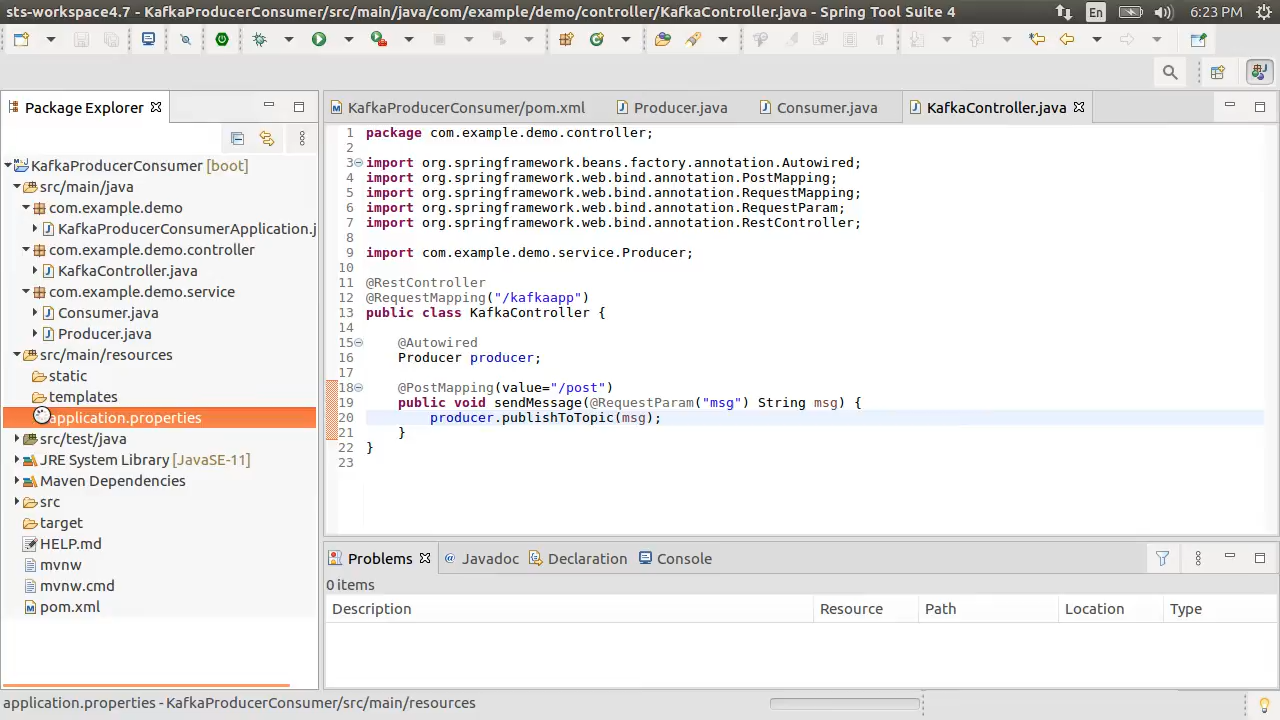 sts-workspace4.7 - KafkaProducerConsumer/src/main/java/com/example/demo/controller/KafkaController.java - Spring Tool Suite 4
En
6:23 PM
Package Explorer
KafkaProducerConsumer/pom.xml
Producer.java
Consumer.java
KafkaController.java
KafkaProducerConsumer [boot]
src/main/java
com.example.demo
KafkaProducerConsumerApplication.j
com.example.demo.controller
KafkaController.java
com.example.demo.service
Consumer.java
Producer.java
src/main/resources
static
templates
application.properties
src/test/java
JRE System Library [JavaSE-11]
Maven Dependencies
src
target
HELP.md
mvnw
mvnw.cmd
pom.xml
1 package com.example.demo.controller;
2
3 import org.springframework.beans.factory.annotation.Autowired;
4 import org.springframework.web.bind.annotation.PostMapping;
5 import org.springframework.web.bind.annotation.RequestMapping;
6 import org.springframework.web.bind.annotation.RequestParam;
7 import org.springframework.web.bind.annotation.RestController;
8
9 import com.example.demo.service.Producer;
10
11 @RestController
12 @RequestMapping("/kafkaapp")
13 public class KafkaController {
14
15 @Autowired
16 Producer producer;
17
18 @PostMapping(value="/post")
19 public void sendMessage(@RequestParam("msg") String msg) {
20 producer.publishToTopic(msg);
21 }
22 }
23
Problems
@ Javadoc
Declaration
Console
0 items
Description Resource Path Location Type
application.properties - KafkaProducerConsumer/src/main/resources